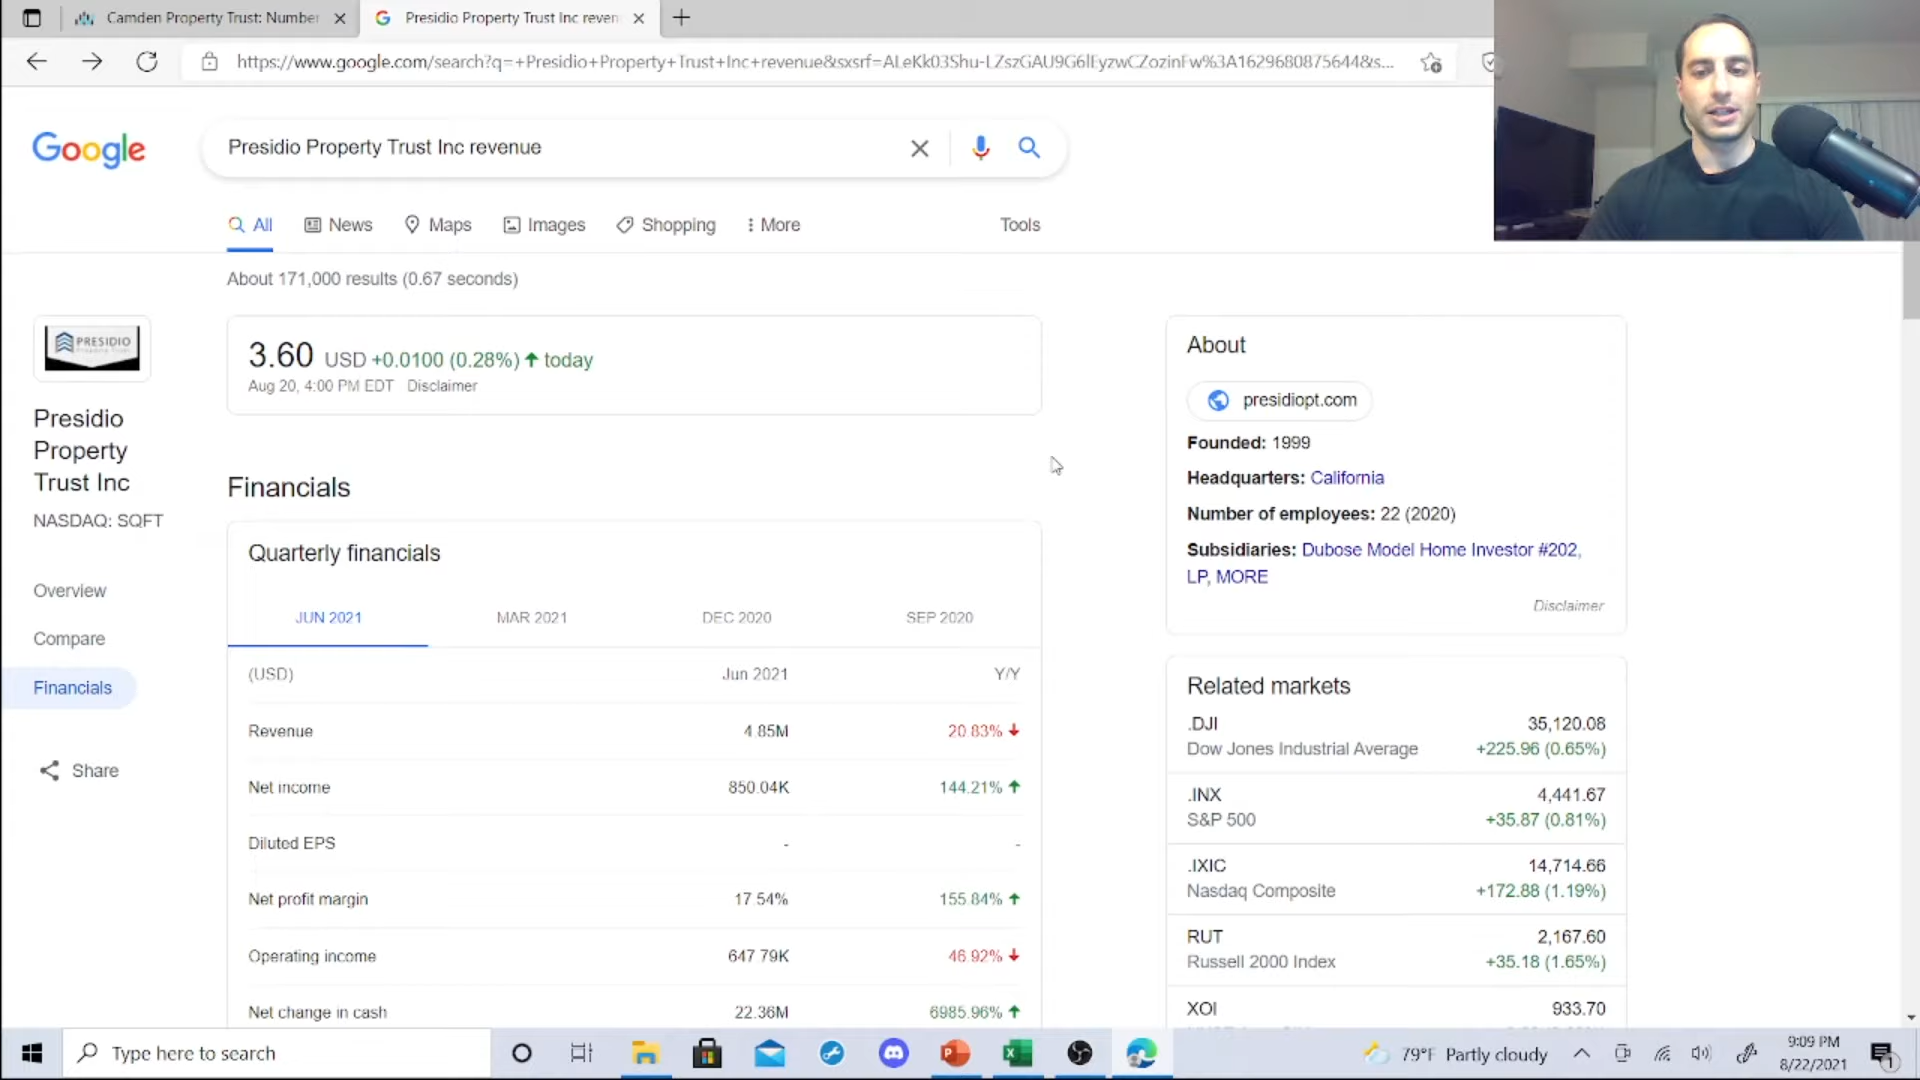 Camden Property Trust: Number
Presidio Property Trust Inc reven
https://www.google.com/search?q=+Presidio+Property+Trust+Inc+revenue&sxsrf=ALeKk03Shu-LZszGAU9G6lEyzwCZozinFw%3A1629680875644&s...
Google
Presidio Property Trust Inc revenue
All
News
Maps
Images
Shopping
More
Tools
About 171,000 results (0.67 seconds)
PRESIDIO
Presidio
Property
Trust Inc
NASDAQ: SQFT
Overview
Compare
Financials
Share
3.60 USD +0.0100 (0.28%) today
Aug 20, 4:00 PM EDT Disclaimer
Financials
Quarterly financials
JUN 2021 MAR 2021 DEC 2020 SEP 2020
(USD) Jun 2021 Y/Y
Revenue 4.85M 20.83%
Net income 850.04K 144.21%
Diluted EPS - -
Net profit margin 17.54% 155.84%
Operating income 647.79K 46.92%
Net change in cash 22.36M 6985.96%
About
presidiopt.com
Founded: 1999
Headquarters: California
Number of employees: 22 (2020)
Subsidiaries: Dubose Model Home Investor #202,
LP, MORE
Disclaimer
Related markets
.DJI 35,120.08
Dow Jones Industrial Average +225.96 (0.65%)
.INX 4,441.67
S&P 500 +35.87 (0.81%)
.IXIC 14,714.66
Nasdaq Composite +172.88 (1.19%)
RUT 2,167.60
Russell 2000 Index +35.18 (1.65%)
XOI 933.70
Type here to search
79°F Partly cloudy
9:09 PM
8/22/2021
1